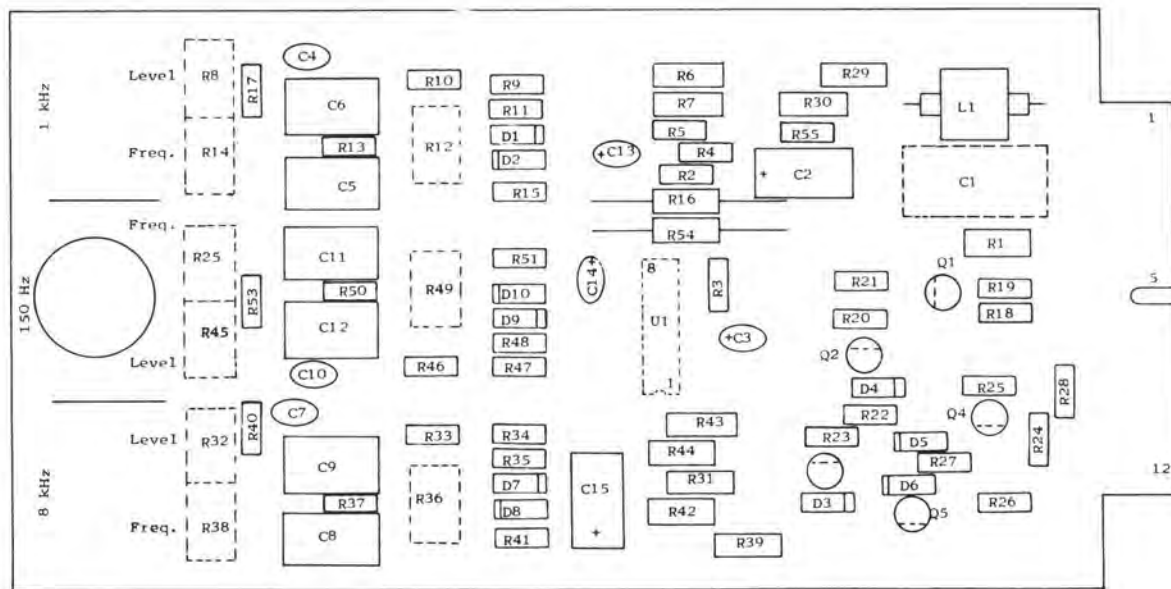 1 kHz
Level
R8
R17
C4
C6
R10
R9
R11
D1
D2
R12
R13
Freq.
R14
C5
R15
R6
R7
R5
+C13
R4
R2
R16
R54
R29
R30
R55
+ C2
L1
C1
1
150 Hz
Freq.
R25
R53
R45
Level
C11
R50
C12
C10
R49
R46
R51
D10
D9
R48
R47
C14+
8
U1
1
R3
+C3
R1
Q1
R21
R19
R18
R20
Q2
5
D4
R25
R28
R22
Q4
R23
D5
R24
R27
D6
D3
Q5
R26
12
8 kHz
Level
R32
R40
C7
R38
Freq.
C9
R37
C8
R33
R36
R34
R35
D7
D8
R41
C15
+
R43
R44
R31
R42
R39